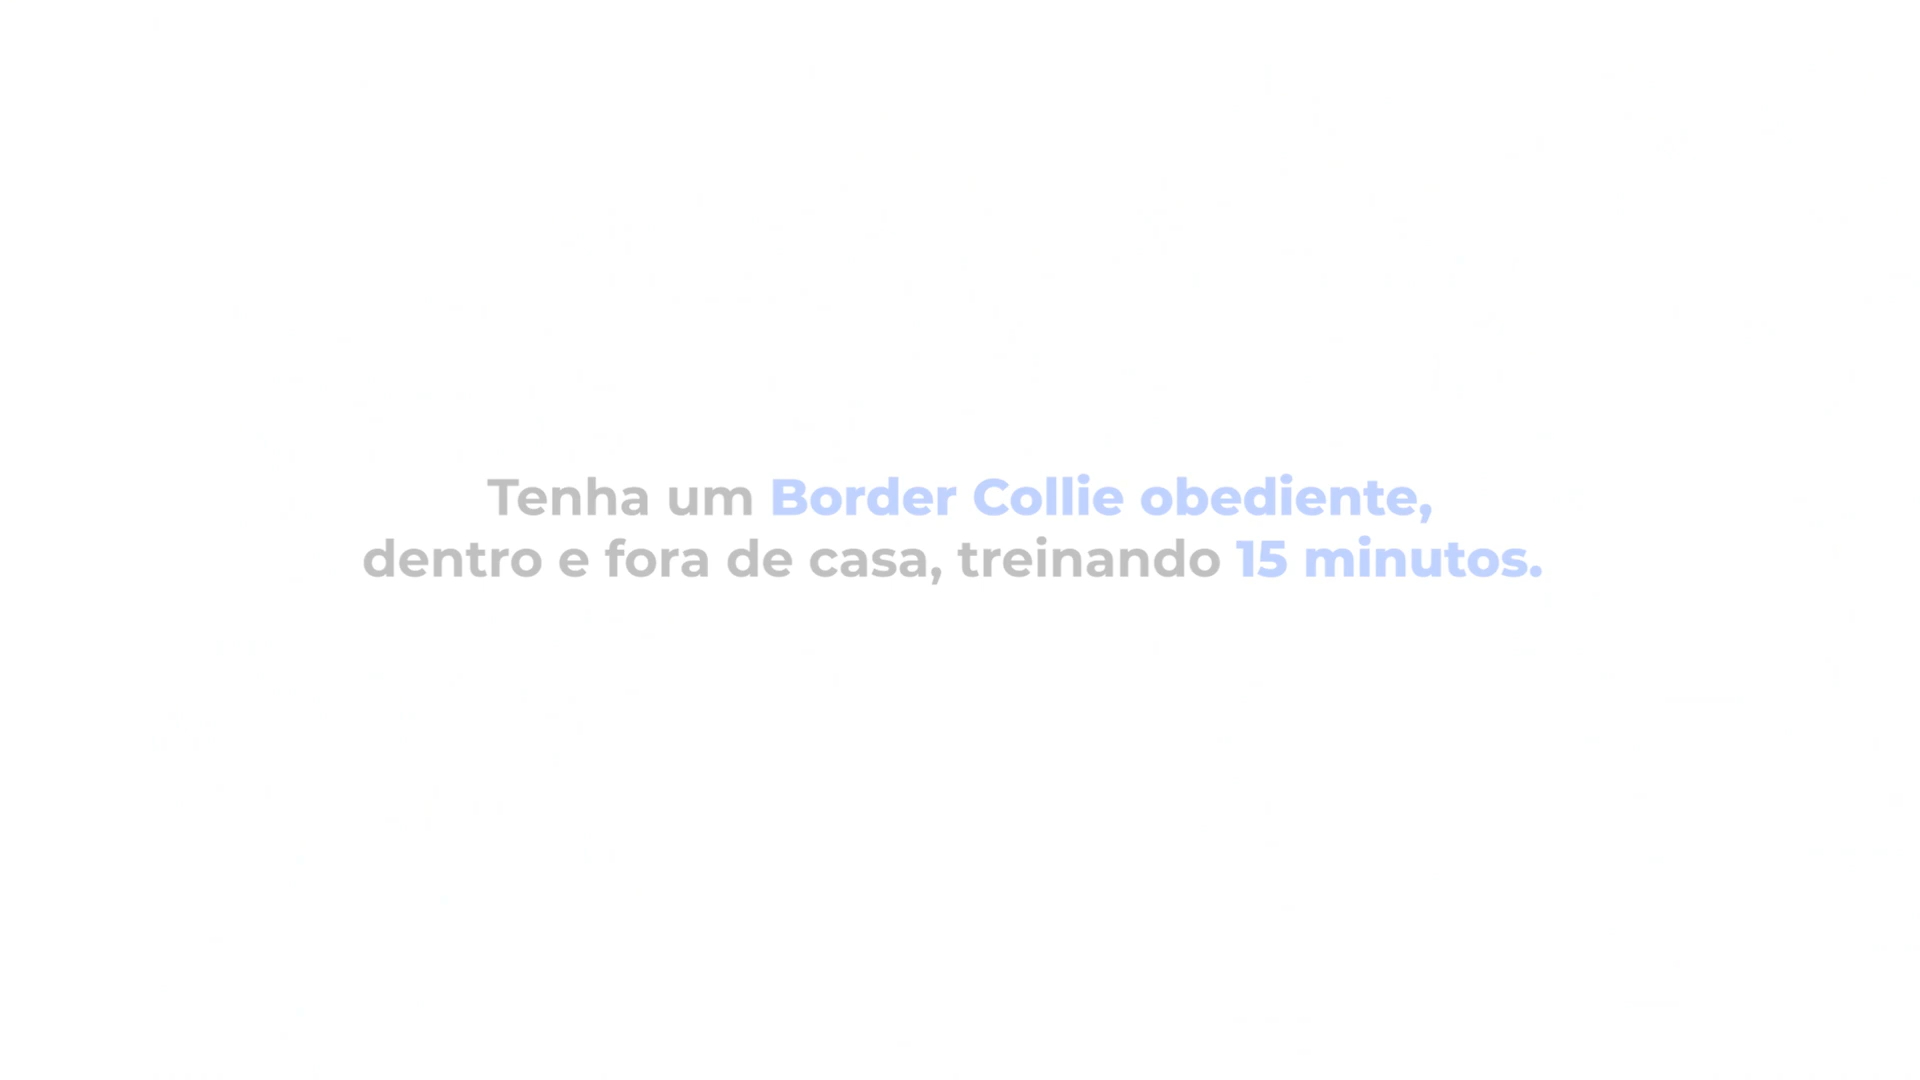 Tenha um Border Collie obediente,
dentro e fora de casa, treinando 15 minutos.